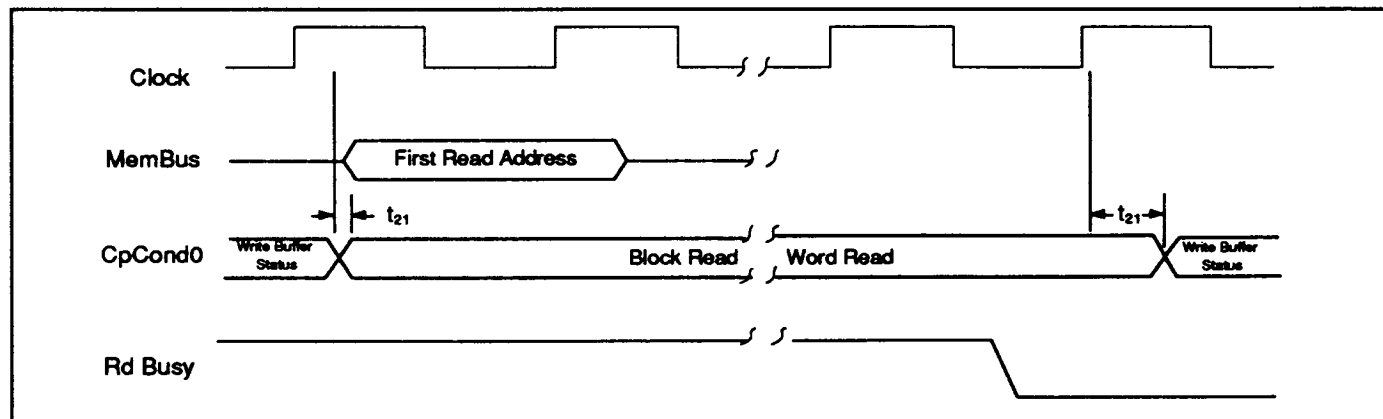 Clock
MemBus
First Read Address
t21
t21
CpCond0
Write Buffer
Status
Block Read
Word Read
Write Buffer
Status
Rd Busy